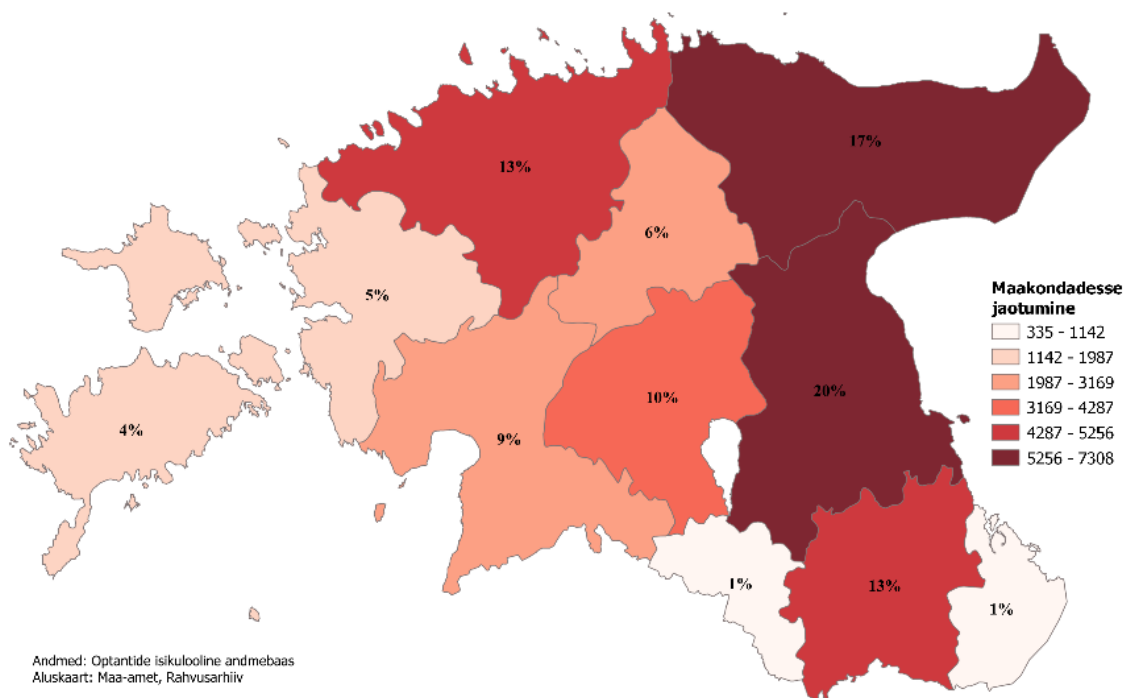 17%
13%
6%
5%
Maakondadesse
jaotumine
335 - 1142
1142 - 1987
1987 - 3169
3169 - 4287
4287 - 5256
5256 - 7308
20%
10%
4%
9%
1%
13%
1%
Andmed: Optantide isikulooline andmebaas
Aluskaart: Maa-amet, Rahvusarhiiv